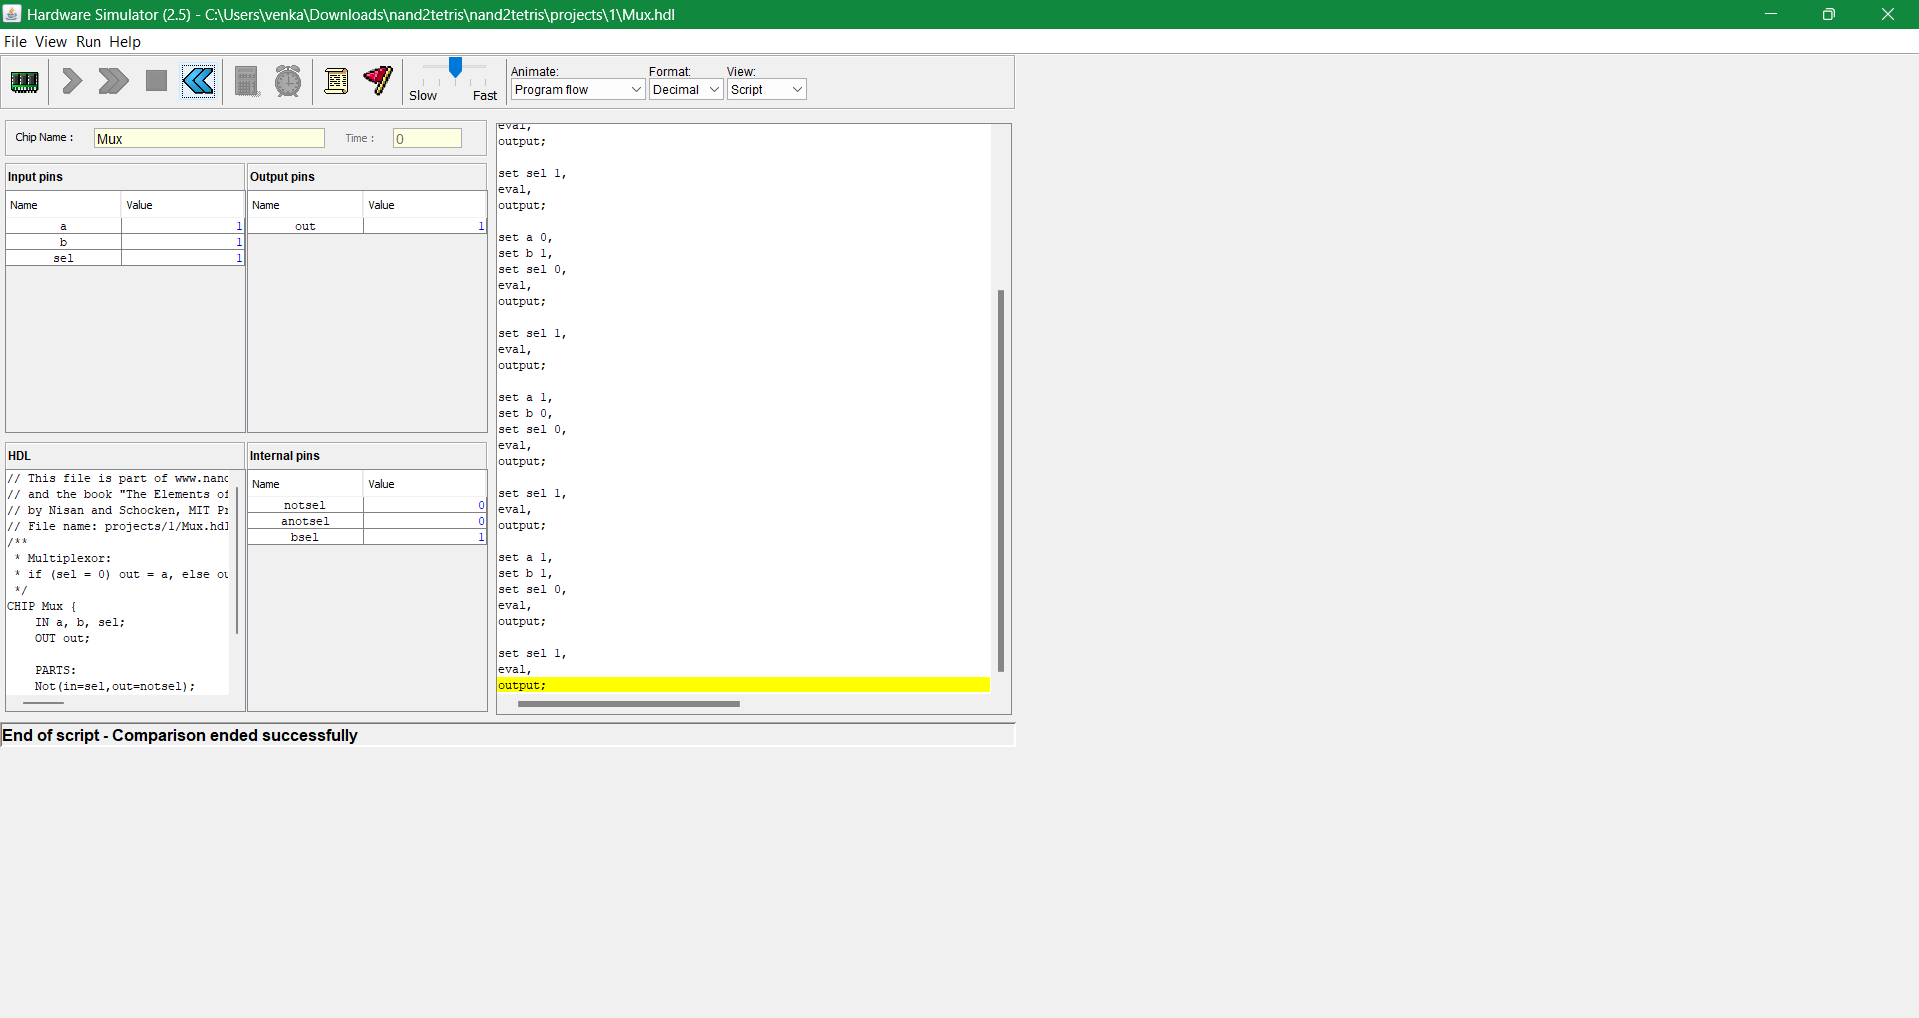 Hardware Simulator (2.5) - C:\Users\venka\Downloads\nand2tetris\nand2tetris\projects\1\Mux.hdl
File View Run Help
Slow Fast
Animate:
Program flow
Format:
Decimal
View:
Script
Chip Name :
Mux
Time :
0
Input pins
Name Value
a 1
b 1
sel 1
Output pins
Name Value
out 1
HDL
// This file is part of www.nand
// and the book "The Elements of
// by Nisan and Schocken, MIT Pr
// File name: projects/1/Mux.hdl
/**
* Multiplexor:
* if (sel = 0) out = a, else ou
*/
CHIP Mux {
IN a, b, sel;
OUT out;
PARTS:
Not(in=sel,out=notsel);
Internal pins
Name Value
notsel 0
anotsel 0
bsel 1
eval,
output;
set sel 1,
eval,
output;
set a 0,
set b 1,
set sel 0,
eval,
output;
set sel 1,
eval,
output;
set a 1,
set b 0,
set sel 0,
eval,
output;
set sel 1,
eval,
output;
set a 1,
set b 1,
set sel 0,
eval,
output;
set sel 1,
eval,
output;
End of script - Comparison ended successfully